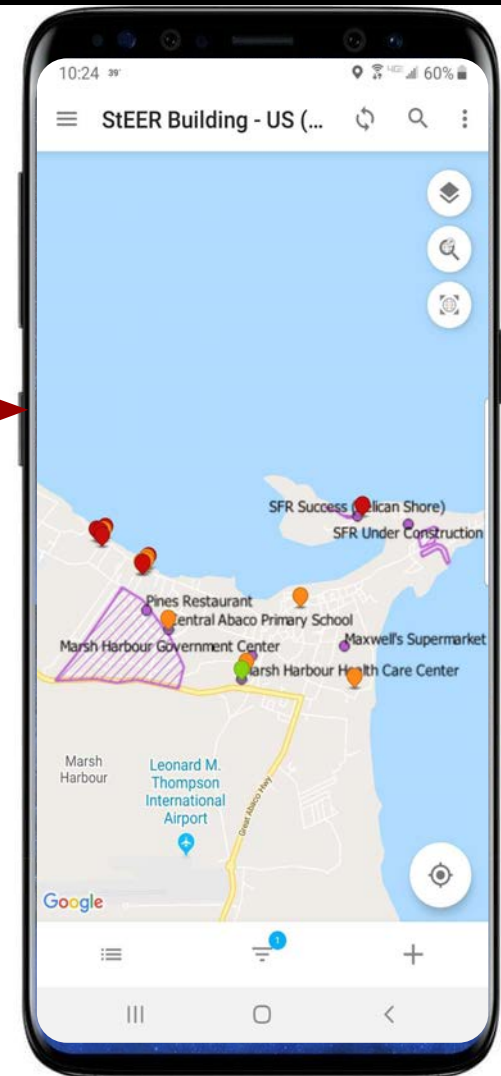 10:24 39° 4GE 60%
StEER Building - US (...
SFR Success (Pelican Shore)
SFR Under Construction
Pines Restaurant
Central Abaco Primary School
Marsh Harbour Government Center
Maxwell's Supermarket
Marsh Harbour Health Care Center
Marsh
Harbour
Leonard M.
Thompson
International
Airport
Great Abaco Hwy
Google
1